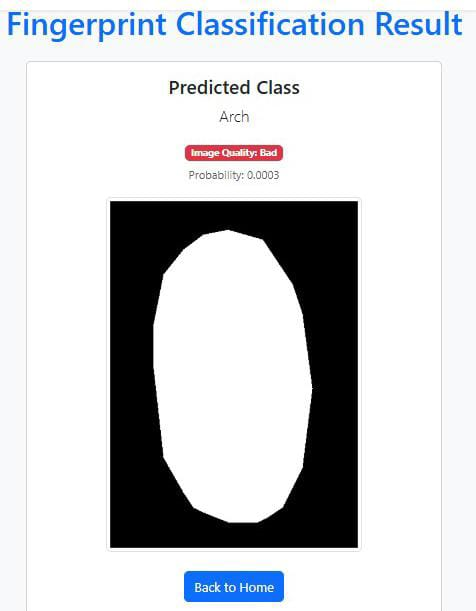 Fingerprint Classification Result
Predicted Class
Arch
Image Quality: Bad
Probability: 0.0003
Back to Home